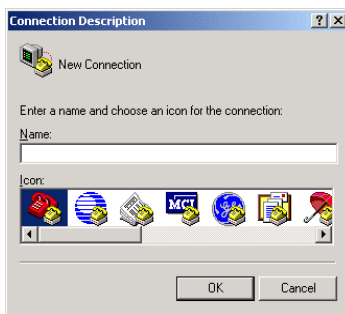 Connection Description
New Connection
Enter a name and choose an icon for the connection:
Name:
Icon:
MCI
OK Cancel